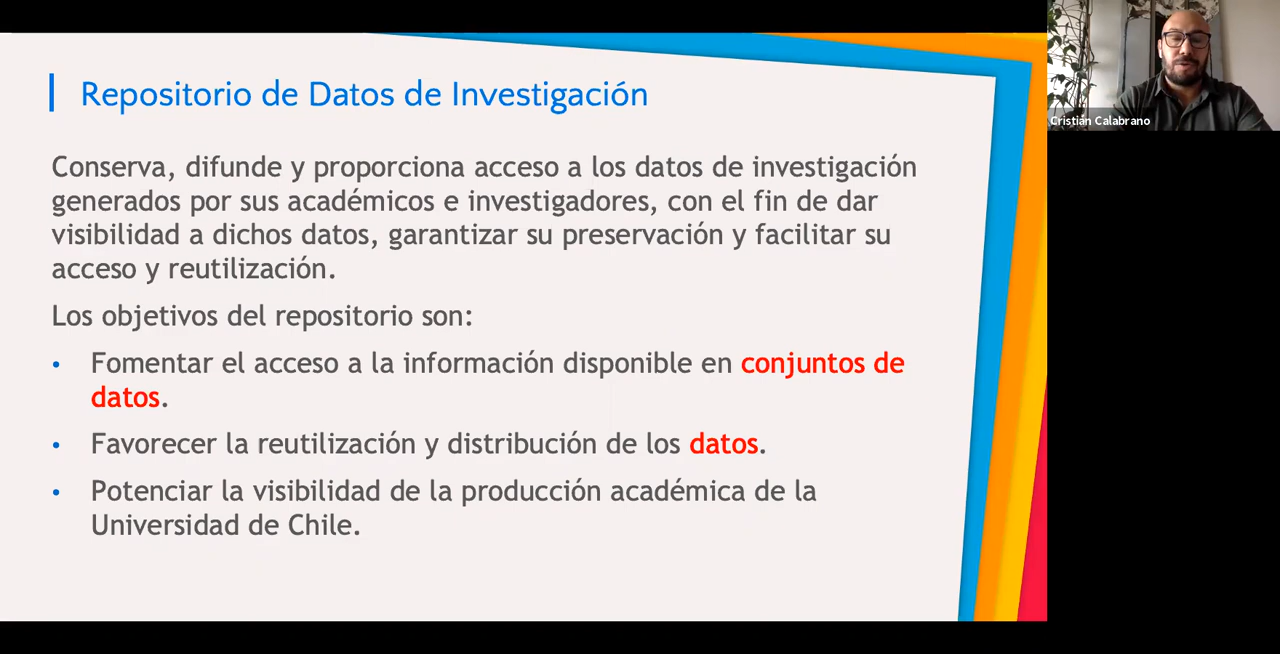 Repositorio de Datos de Investigación
Conserva, difunde y proporciona acceso a los datos de investigación
generados por sus académicos e investigadores, con el fin de dar
visibilidad a dichos datos, garantizar su preservación y facilitar su
acceso y reutilización.
Los objetivos del repositorio son:
• Fomentar el acceso a la información disponible en conjuntos de
datos.
• Favorecer la reutilización y distribución de los datos.
• Potenciar la visibilidad de la producción académica de la
Universidad de Chile.
Cristián Calabrano